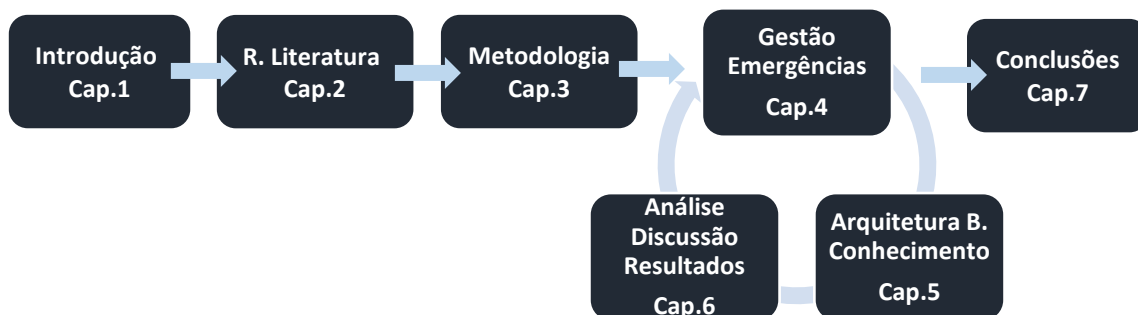 Introdução
Cap.1
R. Literatura
Cap.2
Metodologia
Cap.3
Gestão
Emergências
Cap.4
Conclusões
Cap.7
Análise
Discussão
Resultados
Cap.6
Arquitetura B.
Conhecimento
Cap.5